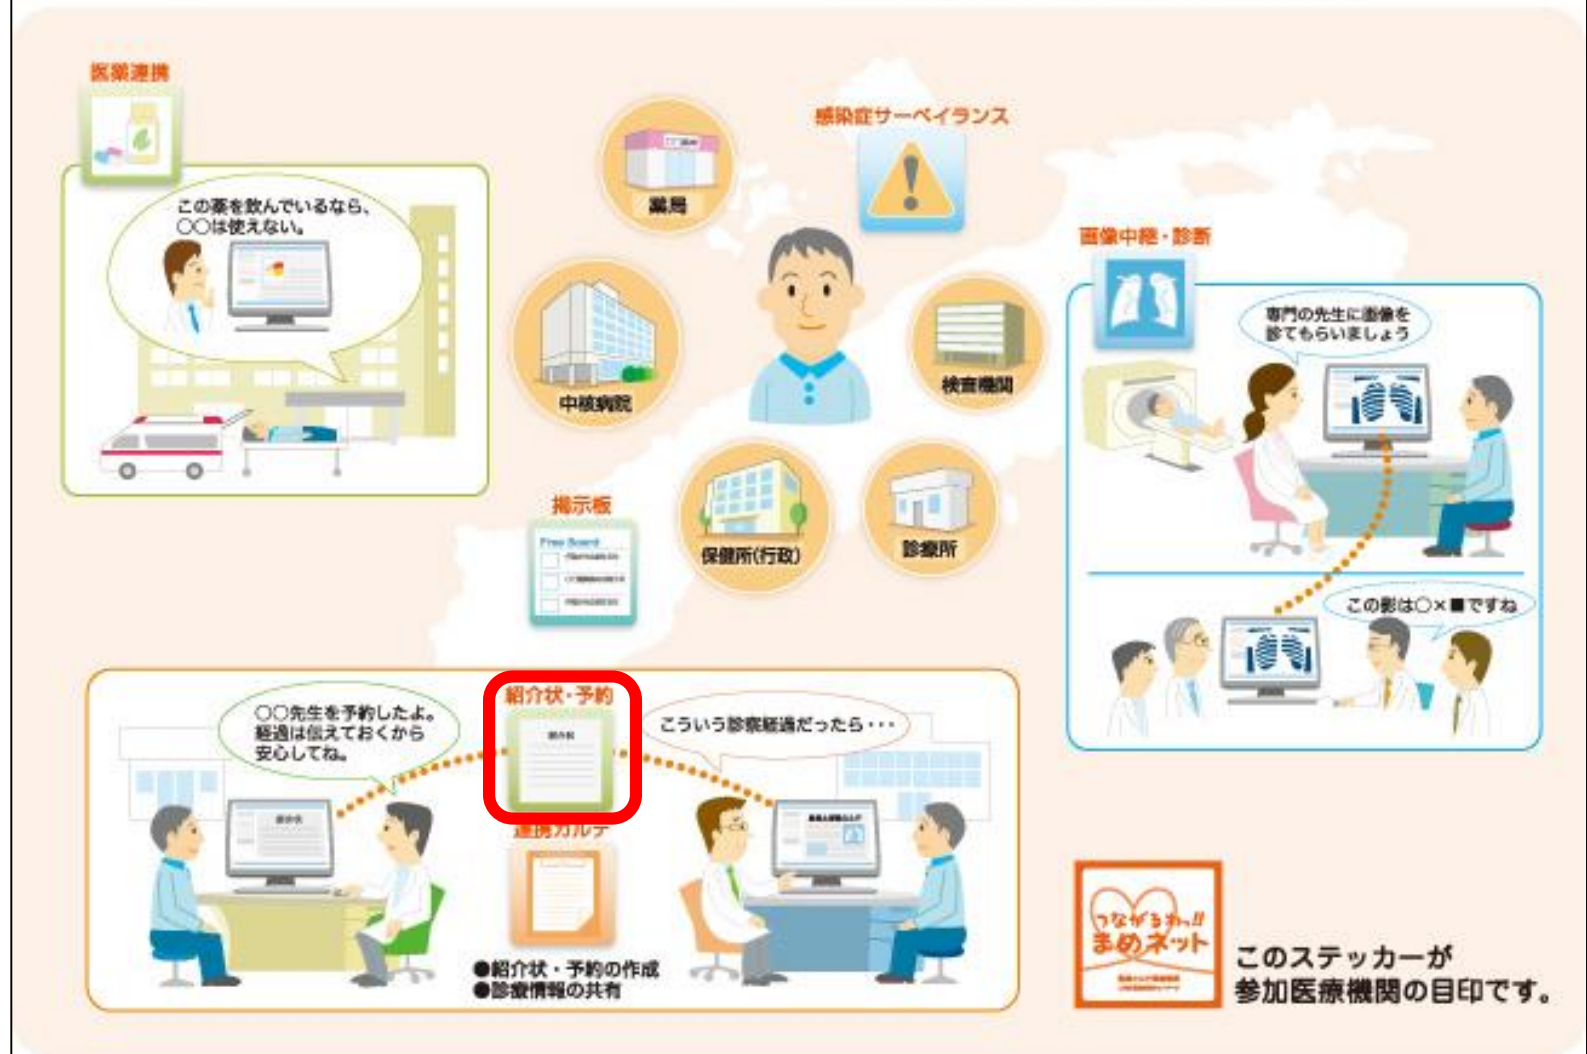 医薬連携
この薬を飲んでいるなら、
○○は使えない。
薬局
感染症サーベイランス
中核病院
検査機関
画像中継・診断
専門の先生に画像を
診てもらいましょう
この影は○×■ですね
掲示板
Free Board
保健所(行政)
診療所
紹介状・予約
紹介状
○○先生を予約したよ。
経過は伝えておくから
安心してね。
紹介状
こういう診察経過だったら・・・
連携カルテ
●紹介状・予約の作成
●診療情報の共有
つながるわっ!!
まめネット
このステッカーが
参加医療機関の目印です。